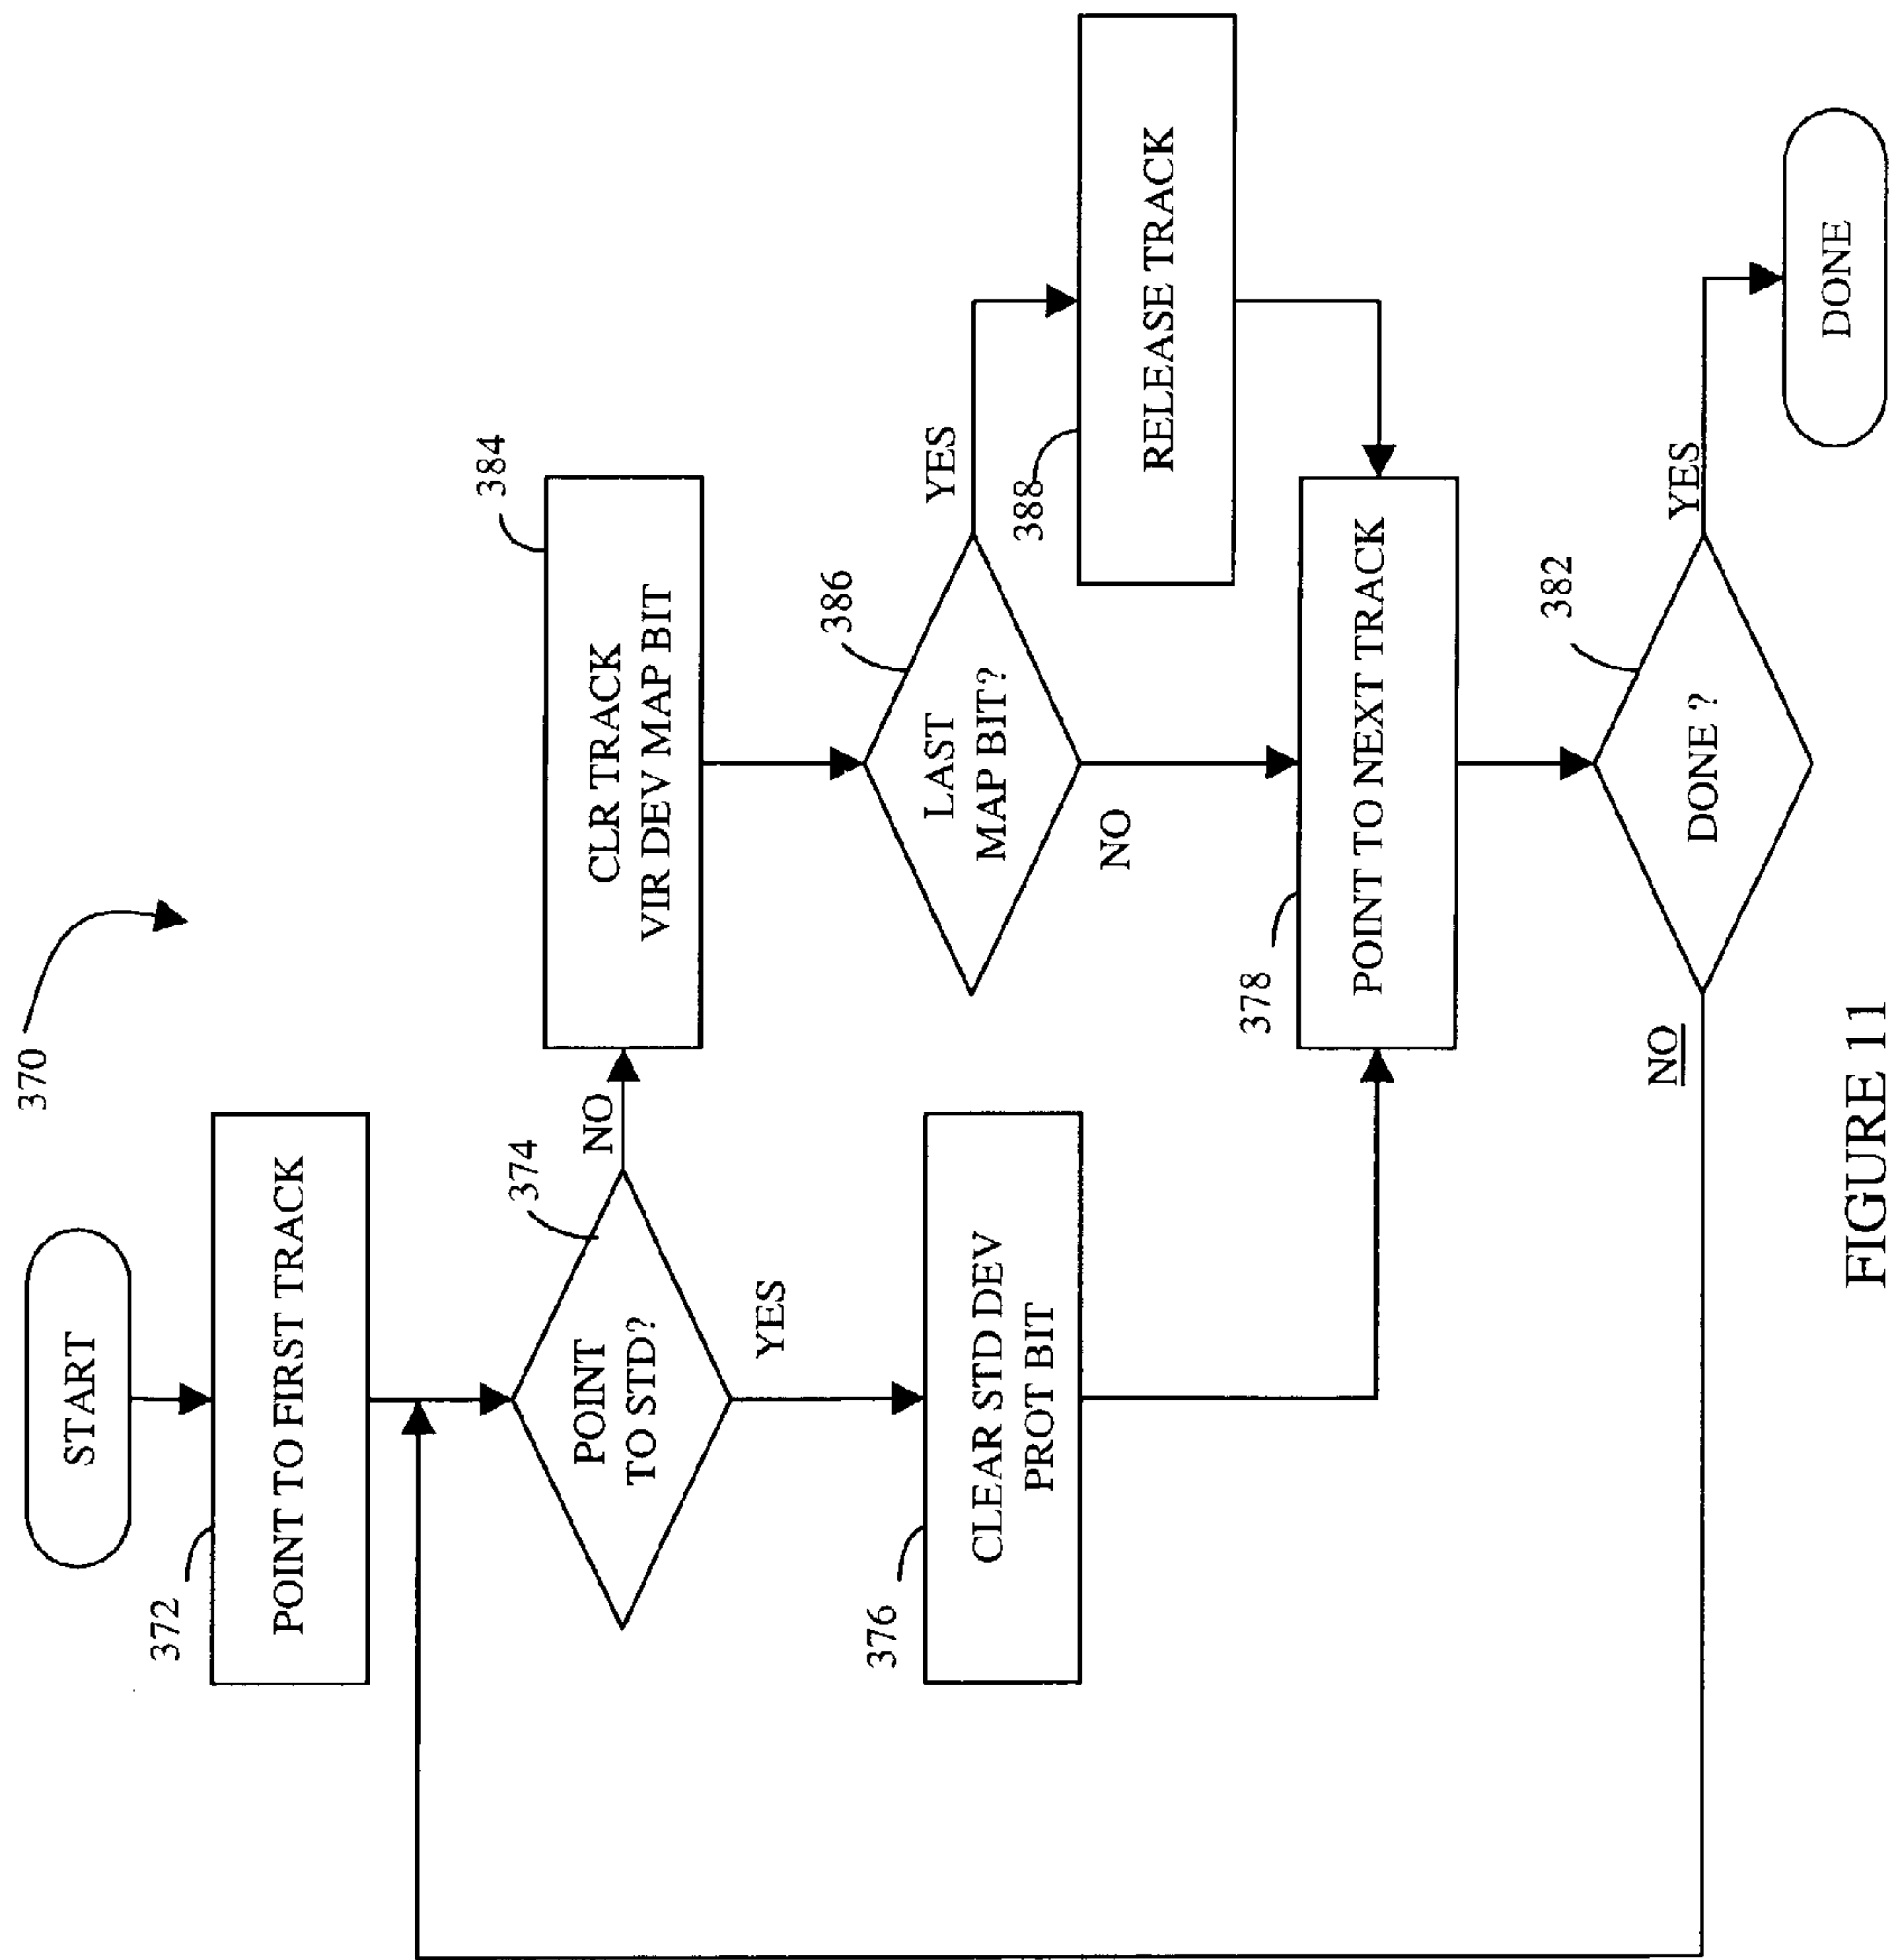 370
START
372
POINT TO FIRST TRACK
374
POINT
TO STD?
NO
YES
384
CLR TRACK
VIR DEV MAP BIT
376
CLEAR STD DEV
PROT BIT
386
LAST
MAP BIT?
YES
NO
388
RELEASE TRACK
378
POINT TO NEXT TRACK
382
DONE ?
NO
YES
DONE
FIGURE 11